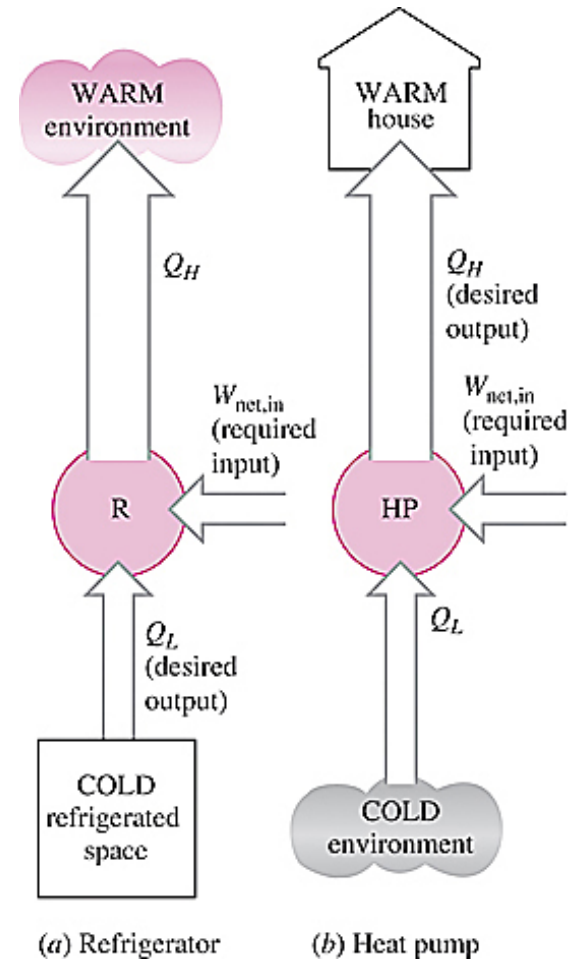 WARM
environment
Q_H
W_net,in
(required
input)
R
Q_L
(desired
output)
COLD
refrigerated
space
(a) Refrigerator
WARM
house
Q_H
(desired
output)
W_net,in
(required
input)
HP
Q_L
COLD
environment
(b) Heat pump